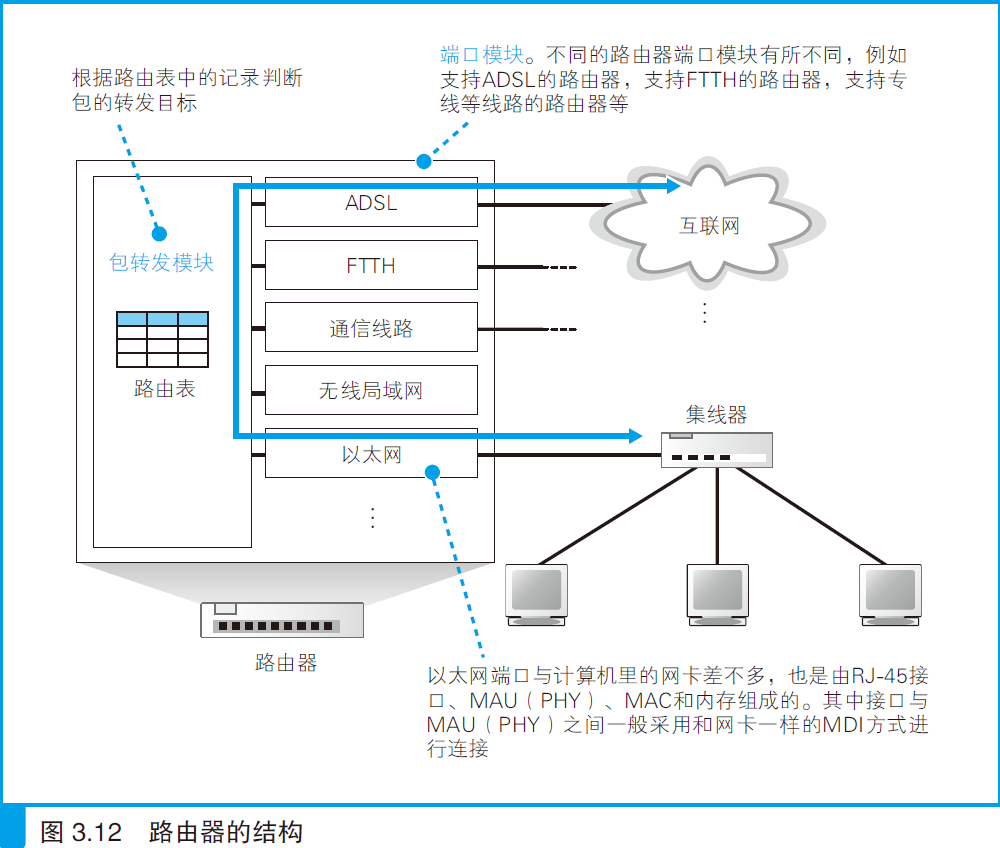 端口模块。不同的路由器端口模块有所不同，例如
支持ADSL的路由器，支持FTTH的路由器，支持专
线等线路的路由器等
根据路由表中的记录判断
包的转发目标
ADSL
互联网
包转发模块
FTTH
通信线路
路由表
无线局域网
集线器
以太网
路由器
以太网端口与计算机里的网卡差不多，也是由RJ-45接
口、MAU（PHY）、MAC和内存组成的。其中接口与
MAU（PHY）之间一般采用和网卡一样的MDI方式进
行连接
图 3.12 路由器的结构